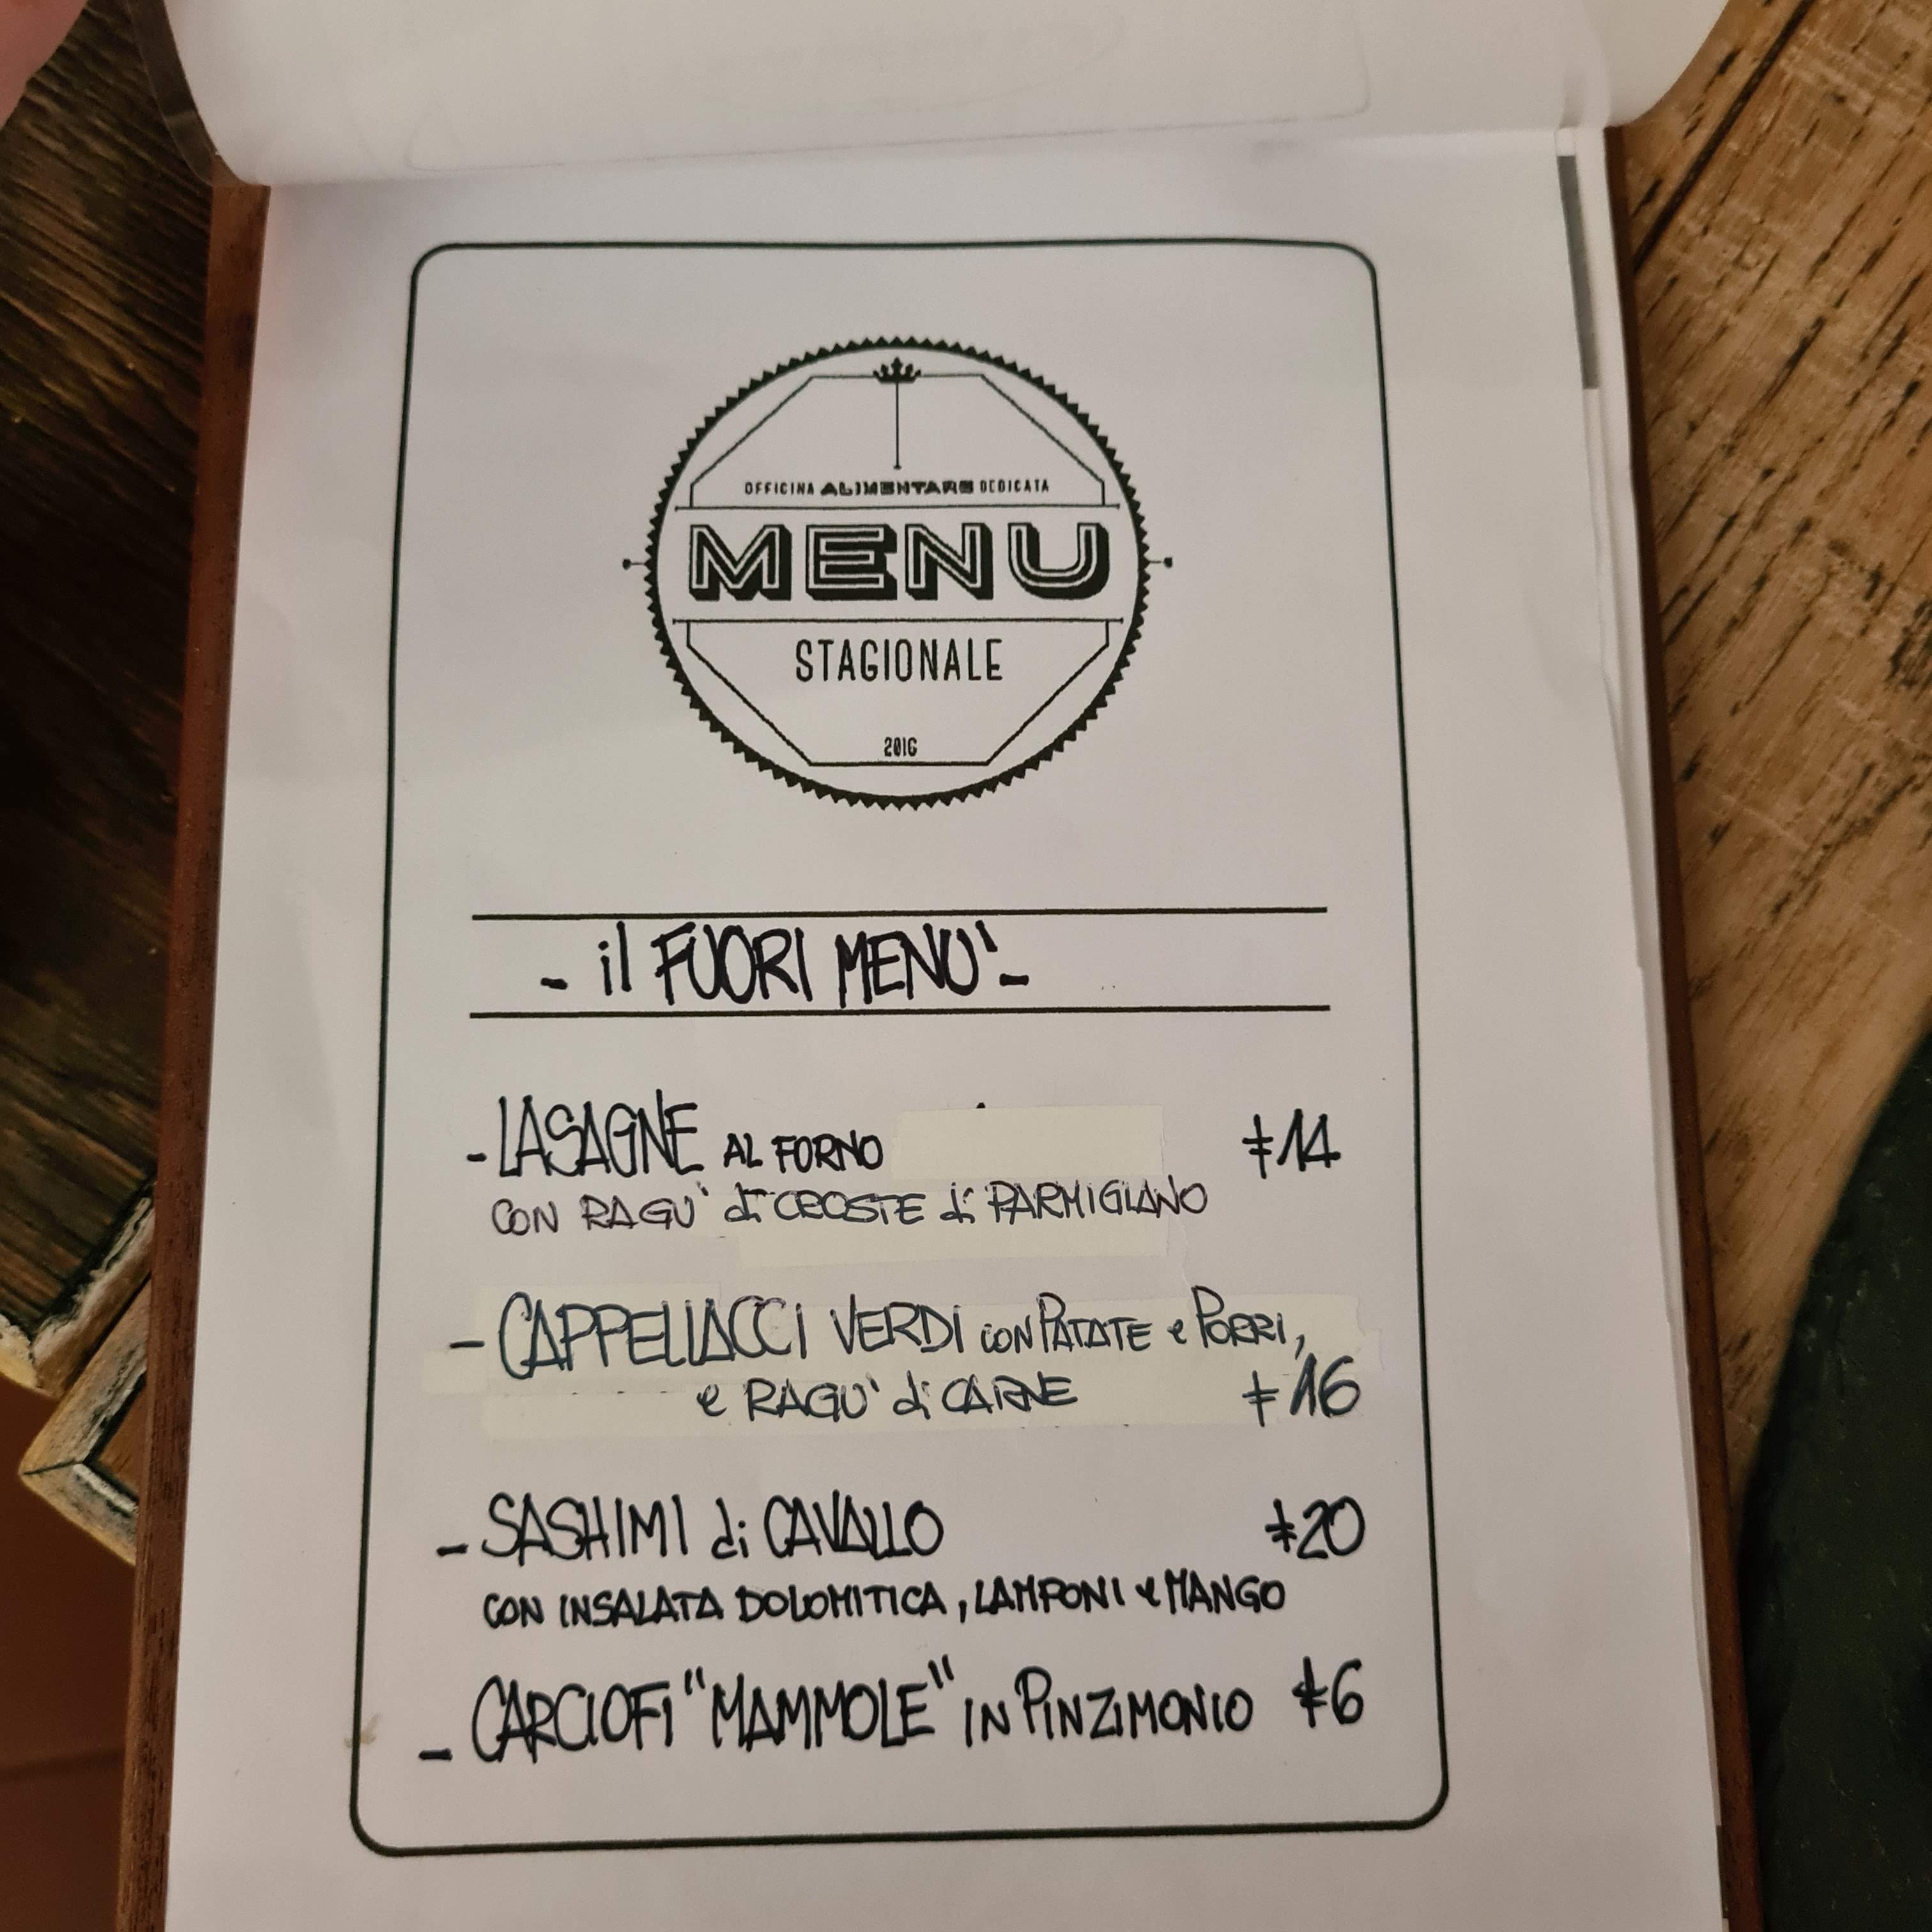 OFFICINA ALIMENTARE DEDICATA
MENU
STAGIONALE
2016
- il FUORI MENU' -
- LASAGNE AL FORNO €14
CON RAGU' di CROSTE di PARMIGIANO
- CAPPELLACCI VERDI CON PATATE e PORRI,
e RAGU' di CARNE €16
- SASHIMI di CAVALLO €20
CON INSALATA DOLOMITICA, LAMPONI e MANGO
- CARCIOFI "MAMMOLE" IN PINZIMONIO €6